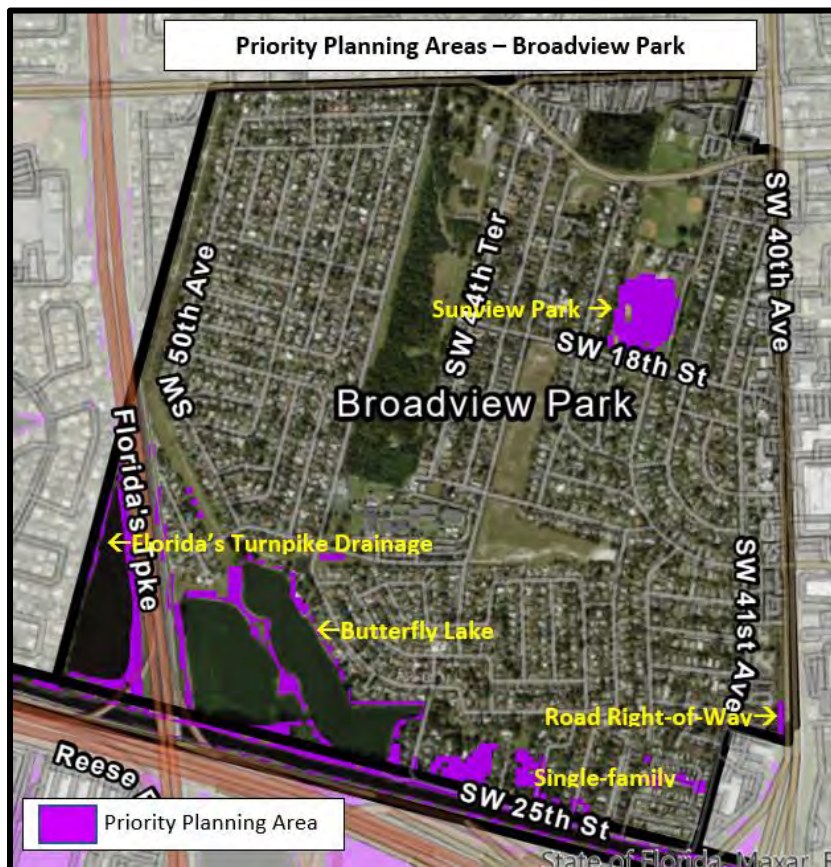 Priority Planning Areas – Broadview Park
SW 40th Ave
SW 44th Ter
SW 50th Ave
Sunview Park →
SW 18th St
Broadview Park
Florida's Tpke
←Florida's Turnpike Drainage
SW 41st Ave
←Butterfly Lake
Road Right-of-Way →
Single-family
Reese
SW 25th St
Priority Planning Area
State of Florida, Maxar,